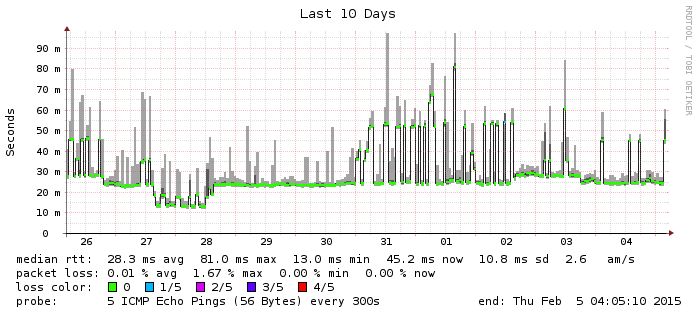 Last 10 Days
RRDTOOL / TOBI OETIKER
Seconds
90 m
80 m
70 m
60 m
50 m
40 m
30 m
20 m
10 m
0
26 27 28 29 30 31 01 02 03 04
median rtt: 28.3 ms avg 81.0 ms max 13.0 ms min 45.2 ms now 10.8 ms sd 2.6 am/s
packet loss: 0.01 % avg 1.67 % max 0.00 % min 0.00 % now
loss color: 0 1/5 2/5 3/5 4/5
probe: 5 ICMP Echo Pings (56 Bytes) every 300s end: Thu Feb 5 04:05:10 2015